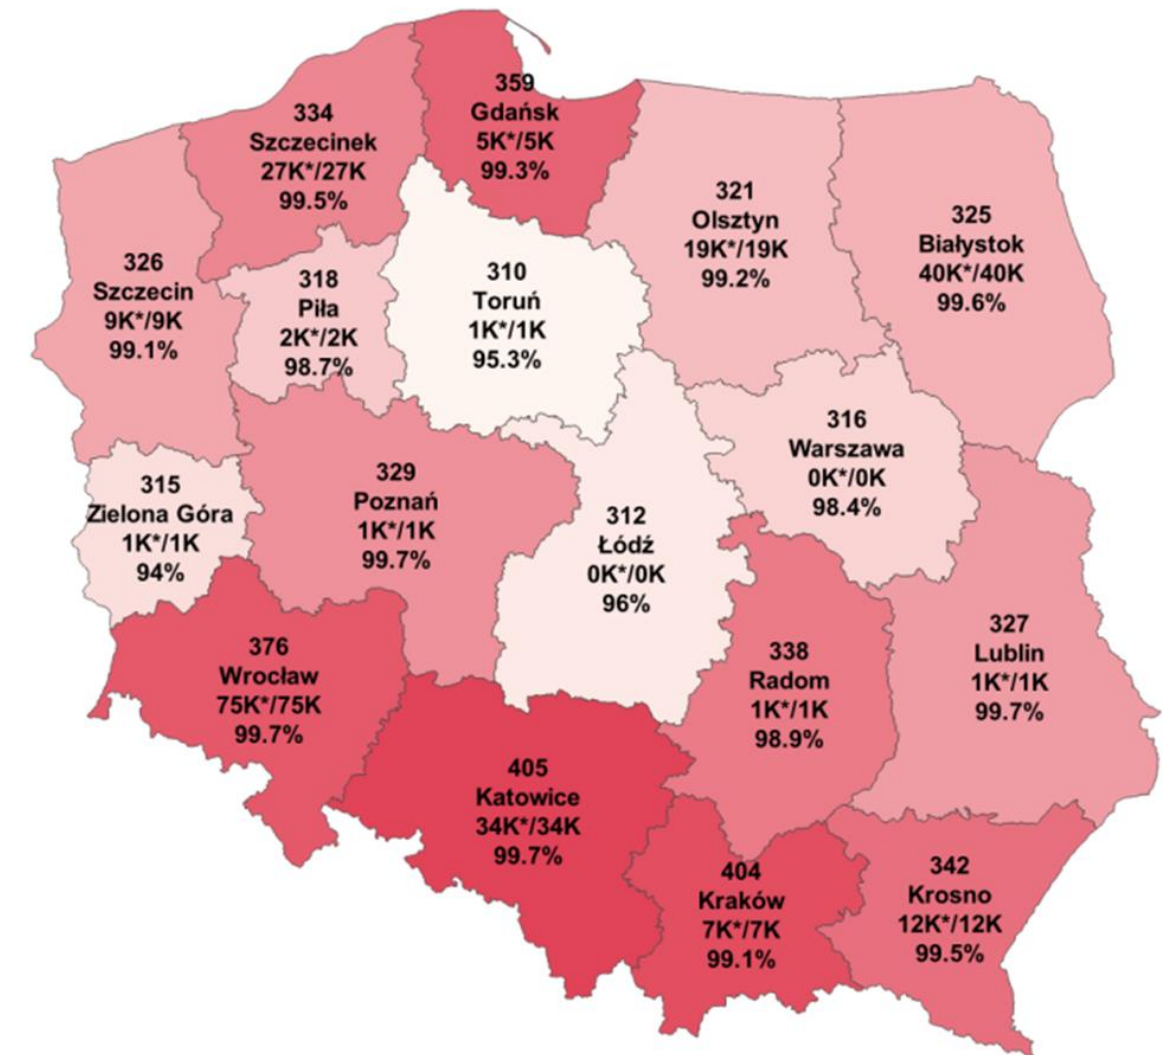 359
Gdańsk
5K*/5K
99.3%
334
Szczecinek
27K*/27K
99.5%
321
Olsztyn
19K*/19K
99.2%
325
Białystok
40K*/40K
99.6%
326
Szczecin
9K*/9K
99.1%
318
Piła
2K*/2K
98.7%
310
Toruń
1K*/1K
95.3%
316
Warszawa
0K*/0K
98.4%
315
Zielona Góra
1K*/1K
94%
329
Poznań
1K*/1K
99.7%
312
Łódź
0K*/0K
96%
376
Wrocław
75K*/75K
99.7%
338
Radom
1K*/1K
98.9%
327
Lublin
1K*/1K
99.7%
405
Katowice
34K*/34K
99.7%
404
Kraków
7K*/7K
99.1%
342
Krosno
12K*/12K
99.5%